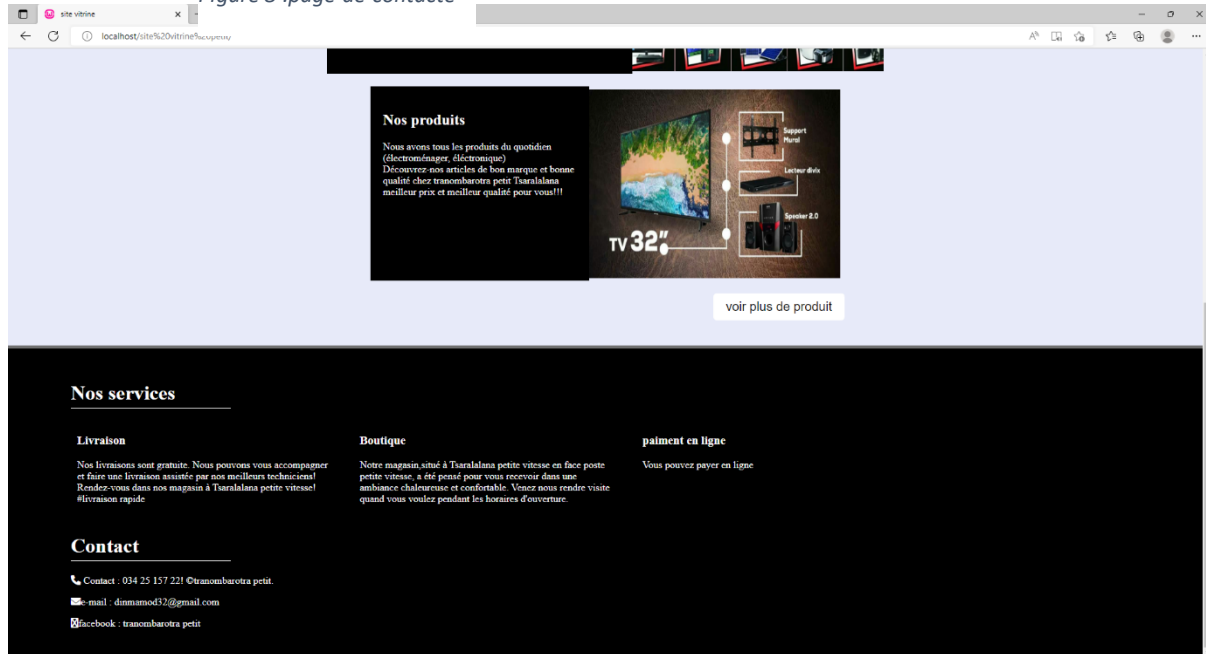 Figure 3 :page de contacte
site vitrine
localhost/site%20vitrine%20petit/
Nos produits
Nous avons tous les produits du quotidien
(électroménager, éléctronique)
Découvrez-nos articles de bon marque et bonne
qualité chez tranombarotra petit Tsaralalana
meilleur prix et meilleur qualité pour vous!!!
Support
Mural
Lecteur divix
Speaker 2.0
TV 32"
voir plus de produit
Nos services
Livraison
Nos livraisons sont gratuite. Nous pouvons vous accompagner
et faire une livraison assistée par nos meilleurs techniciens!
Rendez-vous dans nos magasin à Tsaralalana petite vitesse!
#livraison rapide
Boutique
Notre magasin,situé à Tsaralalana petite vitesse en face poste
petite vitesse, a été pensé pour vous recevoir dans une
ambiance chaleureuse et confortable. Venez nous rendre visite
quand vous voulez pendant les horaires d'ouverture.
paiment en ligne
Vous pouvez payer en ligne
Contact
Contact : 034 25 157 22! ©tranombarotra petit.
e-mail : dinmamod32@gmail.com
facebook : tranombarotra petit